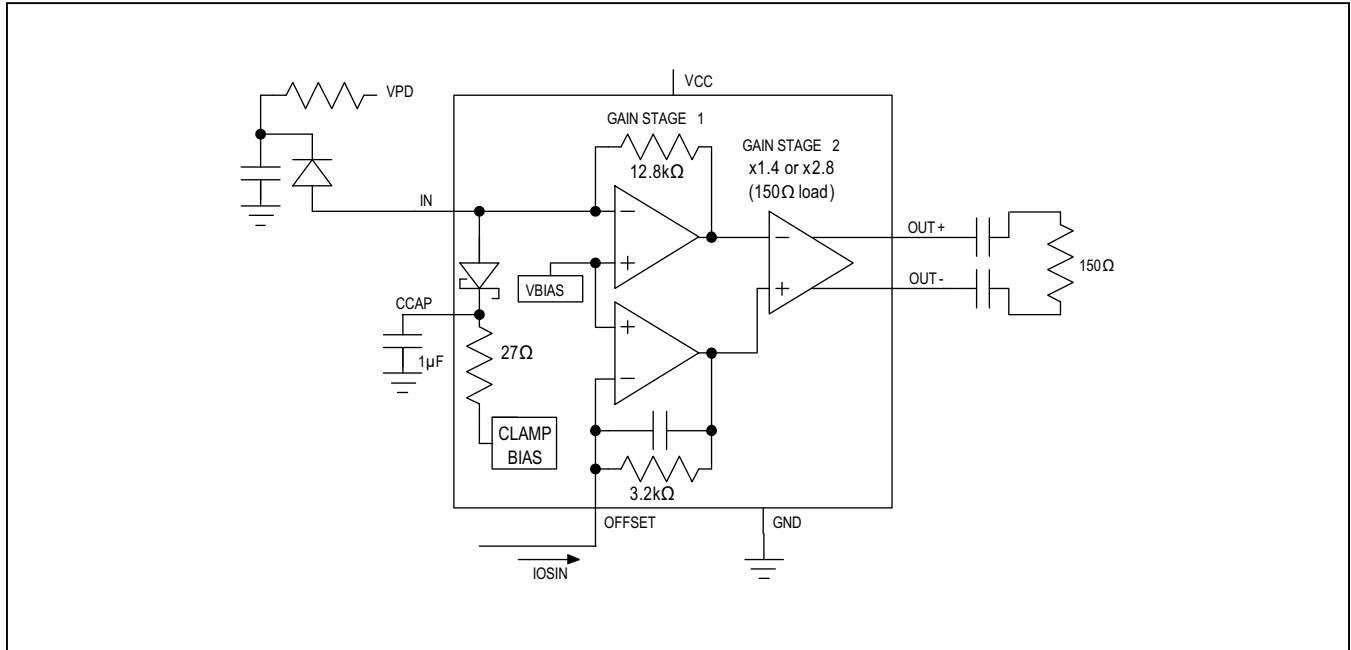 VCC
VPD
GAIN STAGE 1
12.8kΩ
GAIN STAGE 2
x1.4 or x2.8
(150Ω load)
IN
−
+
−
+
OUT+
OUT-
150Ω
VBIAS
CCAP
1µF
27Ω
+
−
CLAMP
BIAS
3.2kΩ
OFFSET
GND
IOSIN